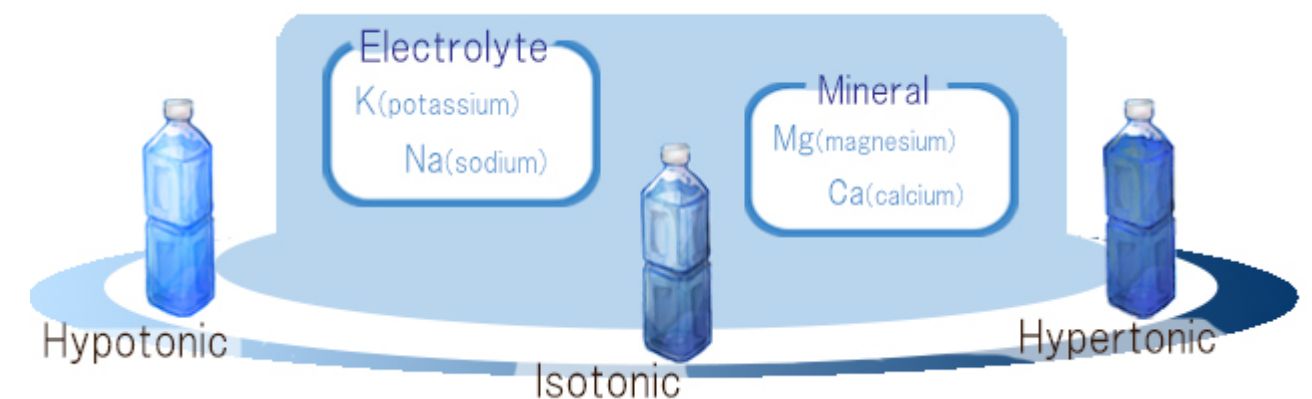 Electrolyte
K(potassium)
Na(sodium)
Mineral
Mg(magnesium)
Ca(calcium)
Hypotonic
Isotonic
Hypertonic